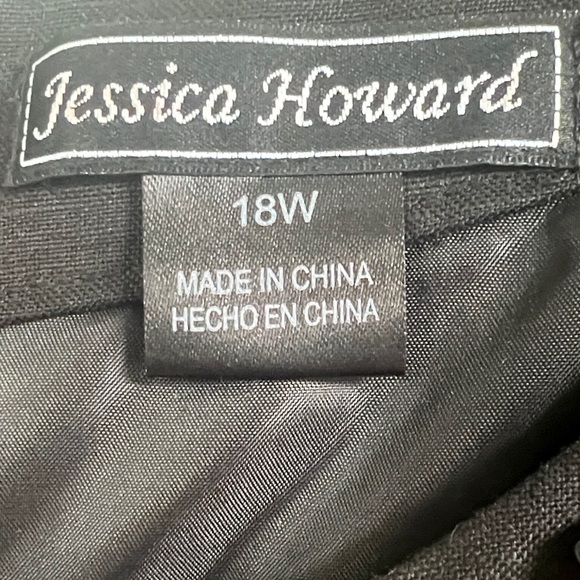 Jessica Howard
18W
MADE IN CHINA
HECHO EN CHINA